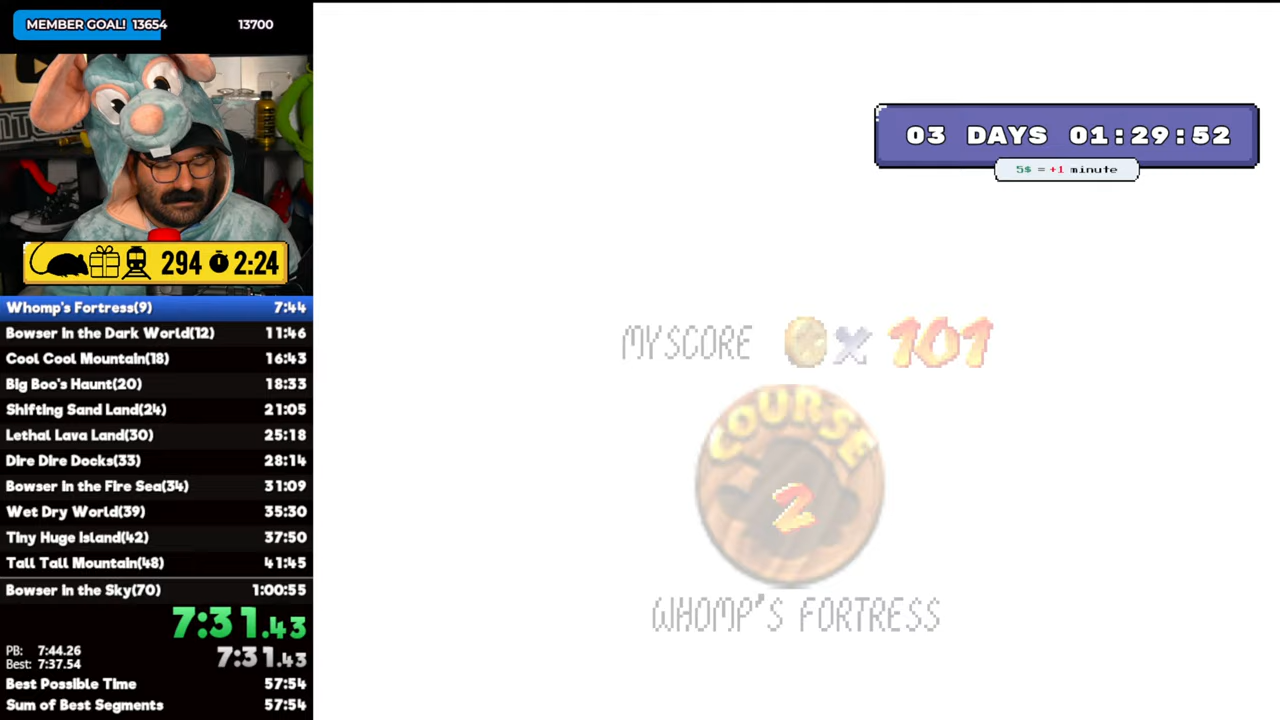 MEMBER GOAL! 13654 13700
03 DAYS 01:29:52
5$ = +1 minute
294 2:24
Whomp's Fortress(9) 7:44
Bowser in the Dark World(12) 11:46
Cool Cool Mountain(18) 16:43
Big Boo's Haunt(20) 18:33
Shifting Sand Land(24) 21:05
Lethal Lava Land(30) 25:18
Dire Dire Docks(33) 28:14
Bowser in the Fire Sea(34) 31:09
Wet Dry World(39) 35:30
Tiny Huge Island(42) 37:50
Tall Tall Mountain(48) 41:45
Bowser in the Sky(70) 1:00:55
7:31.43
PB: 7:44.26
Best: 7:37.54
7:31.43
Best Possible Time 57:54
Sum of Best Segments 57:54
MY SCORE × 101
COURSE
2
WHOMP'S FORTRESS